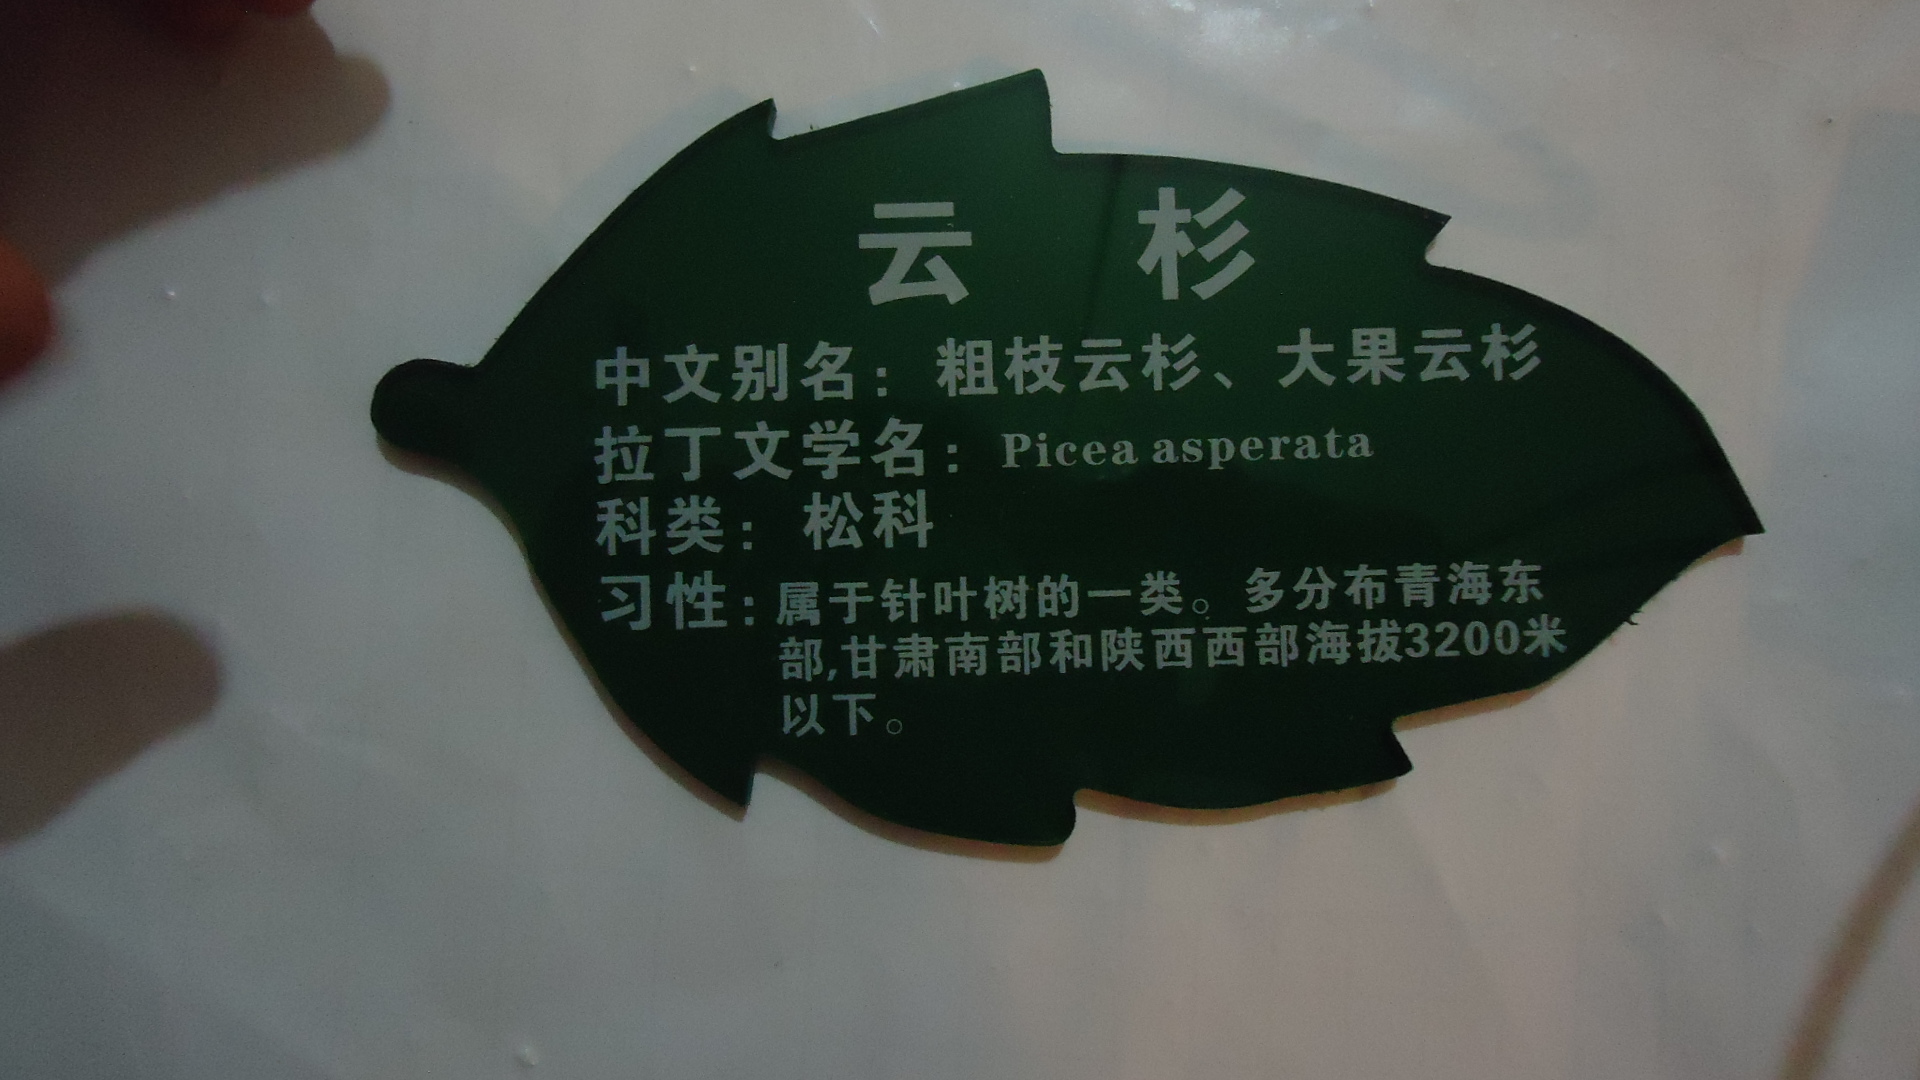 云 杉
中文别名：粗枝云杉、大果云杉
拉丁文学名：Picea asperata
科类：松科
习性：属于针叶树的一类。多分布青海东
部,甘肃南部和陕西西部海拔3200米
以下。